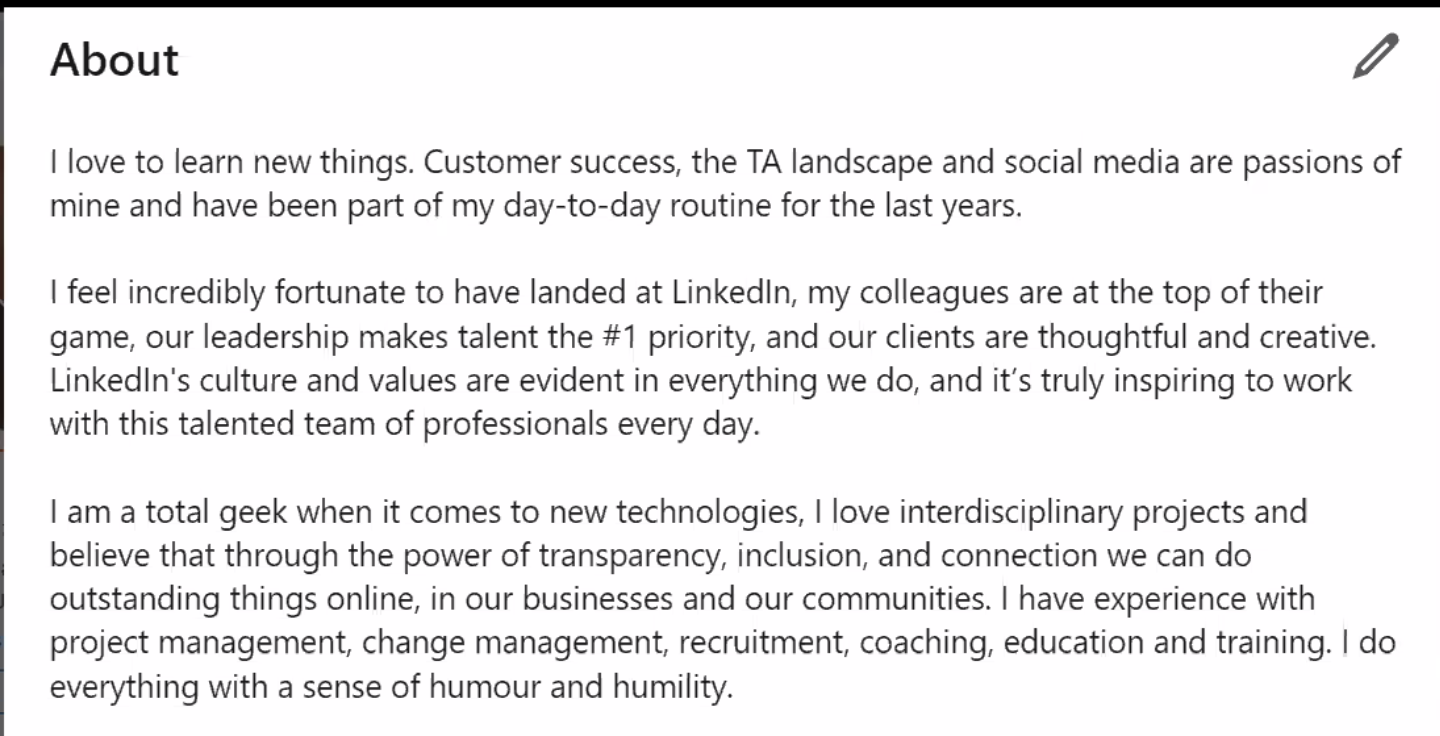 About
I love to learn new things. Customer success, the TA landscape and social media are passions of
mine and have been part of my day-to-day routine for the last years.
I feel incredibly fortunate to have landed at LinkedIn, my colleagues are at the top of their
game, our leadership makes talent the #1 priority, and our clients are thoughtful and creative.
LinkedIn's culture and values are evident in everything we do, and it’s truly inspiring to work
with this talented team of professionals every day.
I am a total geek when it comes to new technologies, I love interdisciplinary projects and
believe that through the power of transparency, inclusion, and connection we can do
outstanding things online, in our businesses and our communities. I have experience with
project management, change management, recruitment, coaching, education and training. I do
everything with a sense of humour and humility.